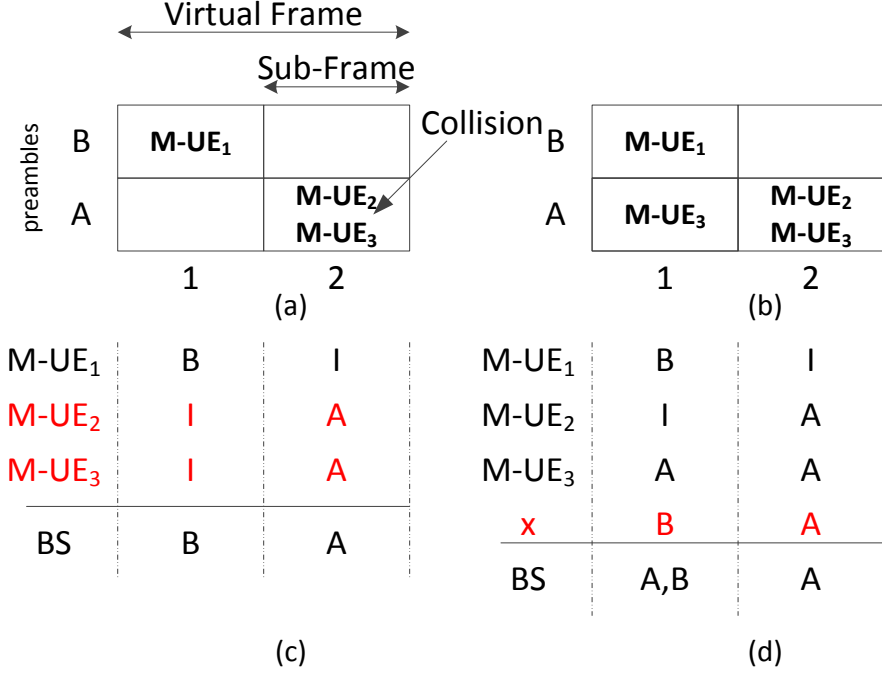 Virtual Frame
Sub-Frame
Collision
preambles
B
M-UE1
A
M-UE2
M-UE3
1
2
(a)
B
M-UE1
A
M-UE3
M-UE2
M-UE3
1
2
(b)
M-UE1 B I
M-UE2 I A
M-UE3 I A
BS B A
(c)
M-UE1 B I
M-UE2 I A
M-UE3 A A
x B A
BS A,B A
(d)